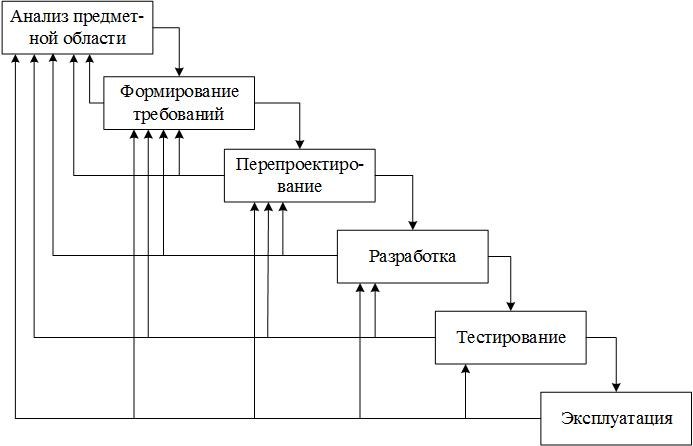 Анализ предмет-
ной области
Формирование
требований
Перепроектиро-
вание
Разработка
Тестирование
Эксплуатация